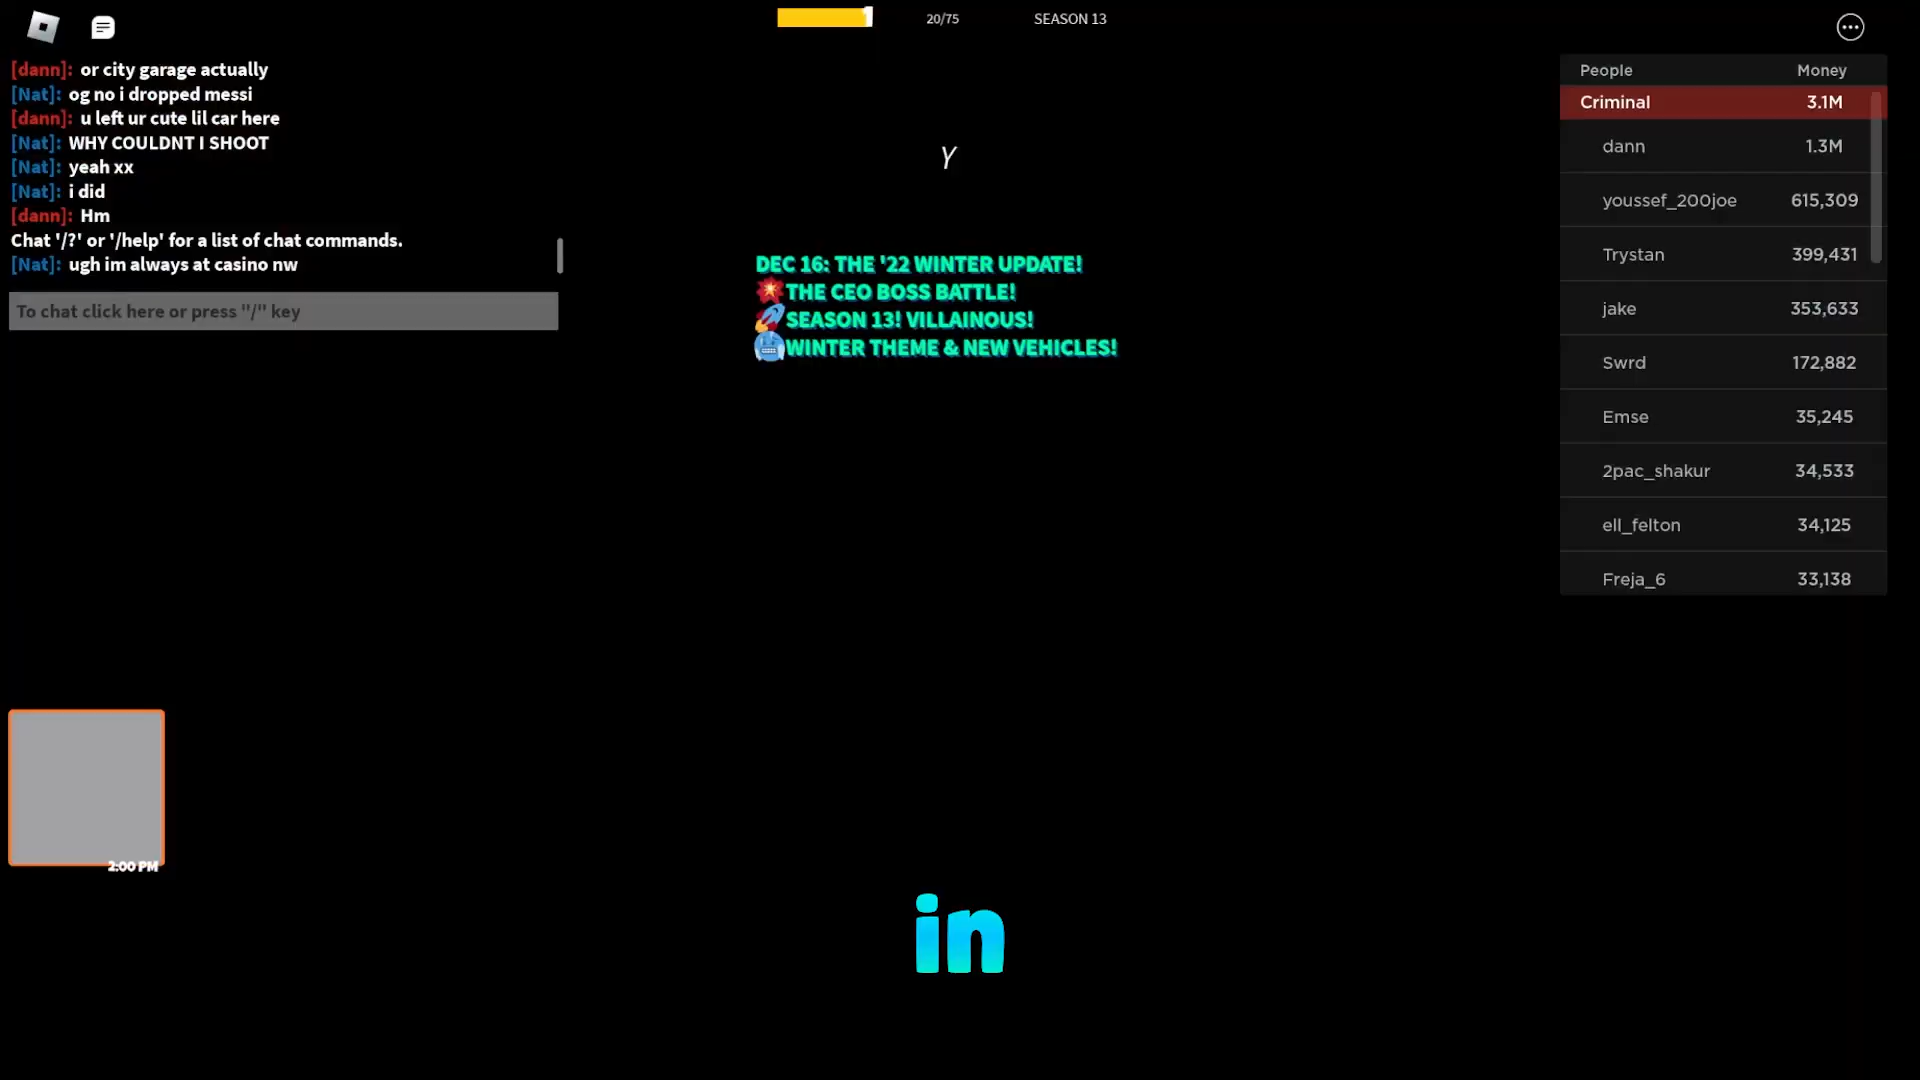 20/75 SEASON 13
[dann]: or city garage actually
[Nat]: og no i dropped messi
[dann]: u left ur cute lil car here
[Nat]: WHY COULDNT I SHOOT
[Nat]: yeah xx
[Nat]: i did
[dann]: Hm
Chat '/?' or '/help' for a list of chat commands.
[Nat]: ugh im always at casino nw
To chat click here or press "/" key
Y
DEC 16: THE '22 WINTER UPDATE!
THE CEO BOSS BATTLE!
SEASON 13! VILLAINOUS!
WINTER THEME & NEW VEHICLES!
People Money
Criminal 3.1M
dann 1.3M
youssef_200joe 615,309
Trystan 399,431
jake 353,633
Swrd 172,882
Emse 35,245
2pac_shakur 34,533
ell_felton 34,125
Freja_6 33,138
2:00 PM
in